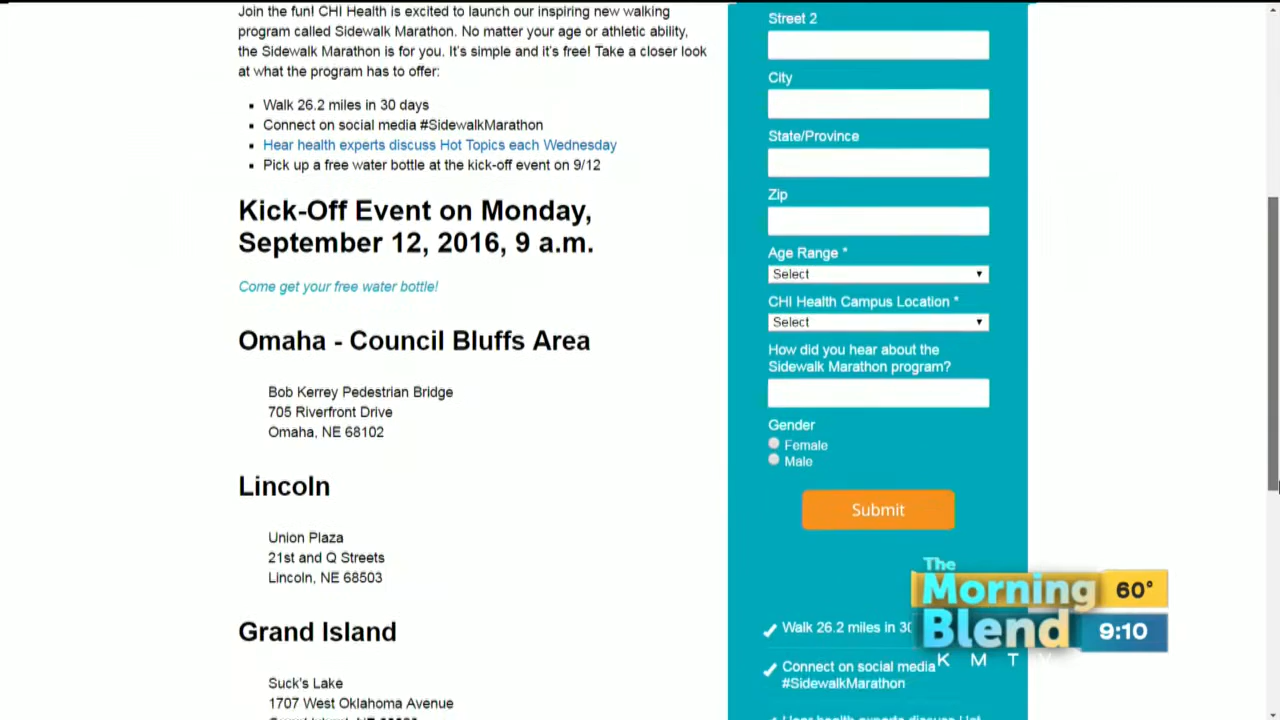 Join the fun! CHI Health is excited to launch our inspiring new walking
program called Sidewalk Marathon. No matter your age or athletic ability,
the Sidewalk Marathon is for you. It's simple and it's free! Take a closer look
at what the program has to offer:
Walk 26.2 miles in 30 days
Connect on social media #SidewalkMarathon
Hear health experts discuss Hot Topics each Wednesday
Pick up a free water bottle at the kick-off event on 9/12
Kick-Off Event on Monday,
September 12, 2016, 9 a.m.
Come get your free water bottle!
Omaha - Council Bluffs Area
Bob Kerrey Pedestrian Bridge
705 Riverfront Drive
Omaha, NE 68102
Lincoln
Union Plaza
21st and Q Streets
Lincoln, NE 68503
Grand Island
Suck's Lake
1707 West Oklahoma Avenue
Street 2
City
State/Province
Zip
Age Range *
Select
CHI Health Campus Location *
Select
How did you hear about the
Sidewalk Marathon program?
Gender
Female
Male
Submit
Walk 26.2 miles in 30
Connect on social media
#SidewalkMarathon
Hear health experts discuss Hot
The
Morning
Blend
KMTV
60°
9:10